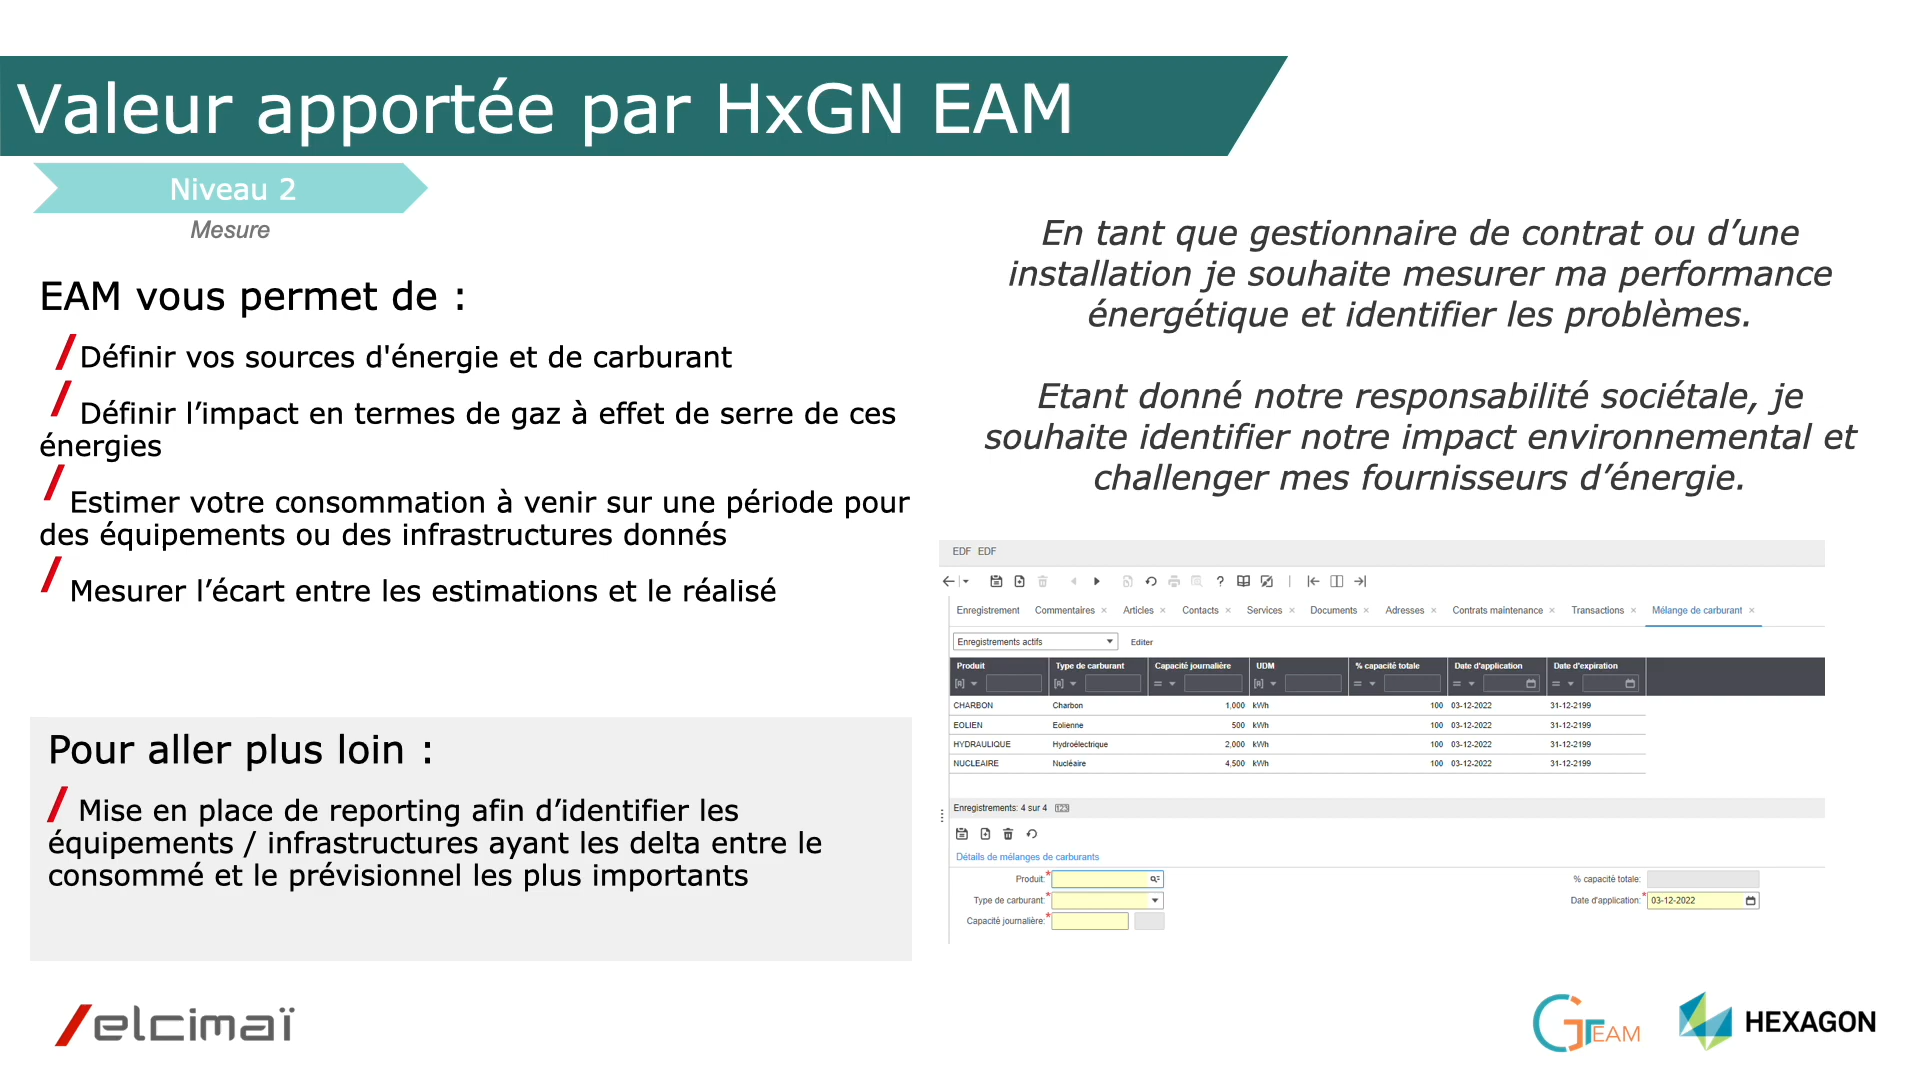 Valeur apportée par HxGN EAM
Niveau 2
Mesure
EAM vous permet de :
Définir vos sources d'énergie et de carburant
Définir l’impact en termes de gaz à effet de serre de ces
énergies
Estimer votre consommation à venir sur une période pour
des équipements ou des infrastructures donnés
Mesurer l’écart entre les estimations et le réalisé
Pour aller plus loin :
Mise en place de reporting afin d’identifier les
équipements / infrastructures ayant les delta entre le
consommé et le prévisionnel les plus importants
En tant que gestionnaire de contrat ou d’une
installation je souhaite mesurer ma performance
énergétique et identifier les problèmes.
Etant donné notre responsabilité sociétale, je
souhaite identifier notre impact environnemental et
challenger mes fournisseurs d’énergie.
EDF EDF
Enregistrement Commentaires × Articles × Contacts × Services × Documents × Adresses × Contrats maintenance × Transactions × Mélange de carburant ×
Enregistrements actifs Editer
Produit Type de carburant Capacité journalière UDM % capacité totale Date d'application Date d'expiration
CHARBON Charbon 1,000 kWh 100 03-12-2022 31-12-2199
EOLIEN Eolienne 500 kWh 100 03-12-2022 31-12-2199
HYDRAULIQUE Hydroélectrique 2,000 kWh 100 03-12-2022 31-12-2199
NUCLEAIRE Nucléaire 4,500 kWh 100 03-12-2022 31-12-2199
Enregistrements: 4 sur 4 123
Détails de mélanges de carburants
Produit:* % capacité totale:
Type de carburant:* Date d'application:* 03-12-2022
Capacité journalière:*
elcimaï
GTEAM
HEXAGON